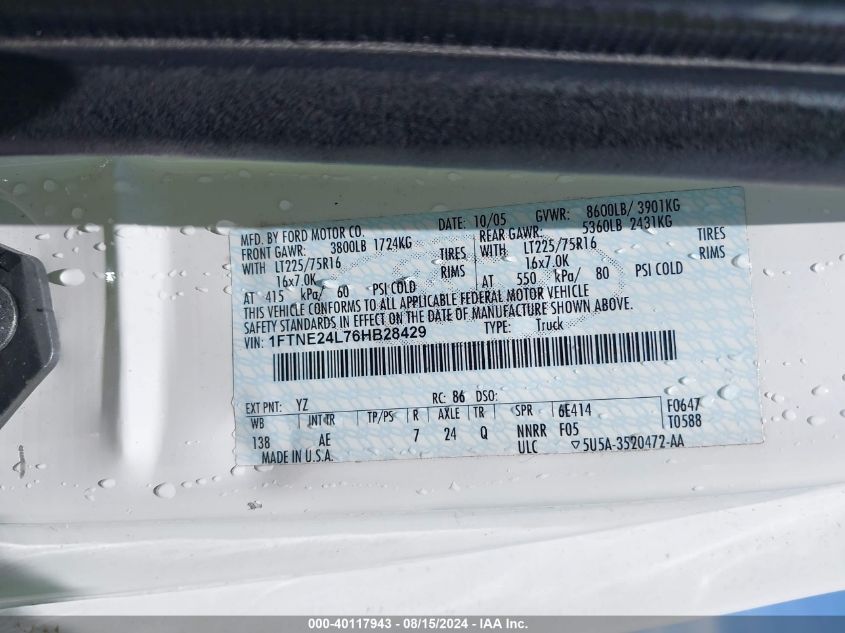 MFD. BY FORD MOTOR CO. DATE: 10/05 GVWR: 8600LB/ 3901KG
FRONT GAWR: 3800LB 1724KG REAR GAWR: 5360LB 2431KG
WITH LT225/75R16 TIRES WITH LT225/75R16 TIRES
16x7.0K RIMS 16x7.0K RIMS
AT 415 kPa/ 60 PSI COLD AT 550 kPa/ 80 PSI COLD
THIS VEHICLE CONFORMS TO ALL APPLICABLE FEDERAL MOTOR VEHICLE
SAFETY STANDARDS IN EFFECT ON THE DATE OF MANUFACTURE SHOWN ABOVE.
VIN: 1FTNE24L76HB28429 TYPE: Truck
EXT PNT: YZ RC: 86 DSO:
WB INT TR TP/PS R AXLE TR SPR 6E414 F0647
138 AE 7 24 Q NNRR F05 T0588
MADE IN U.S.A. ULC ▽5U5A-3520472-AA
000-40117943 - 08/15/2024 - IAA Inc.